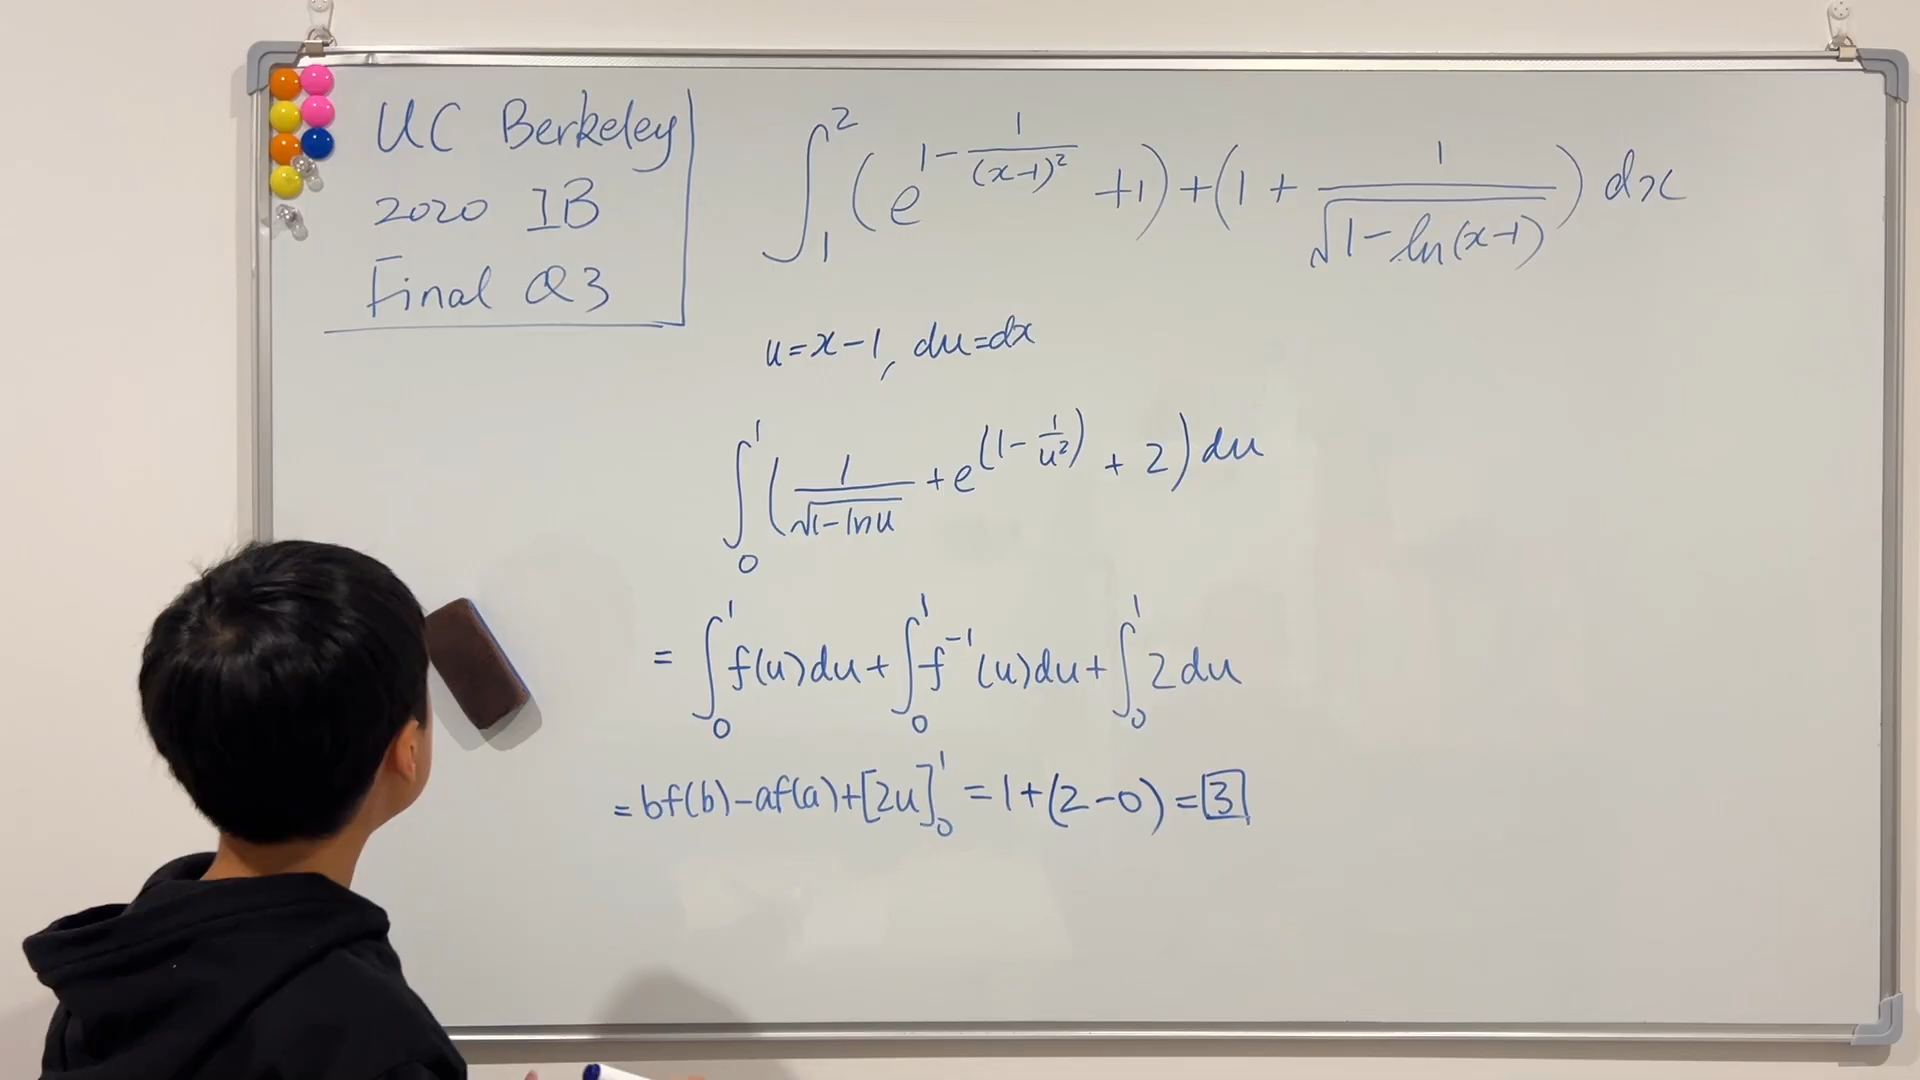 UC Berkeley
2020 IB
Final Q3
∫₁² (e^(1 - 1/(x-1)²) + 1) + (1 + 1/√(1 - ln(x-1))) dx
u = x - 1, du = dx
∫₀¹ (1/√(1 - ln u) + e^(1 - 1/u²) + 2) du
= ∫₀¹ f(u)du + ∫₀¹ f⁻¹(u)du + ∫₀¹ 2du
= bf(b) - af(a) + [2u]₀¹ = 1 + (2 - 0) = 3